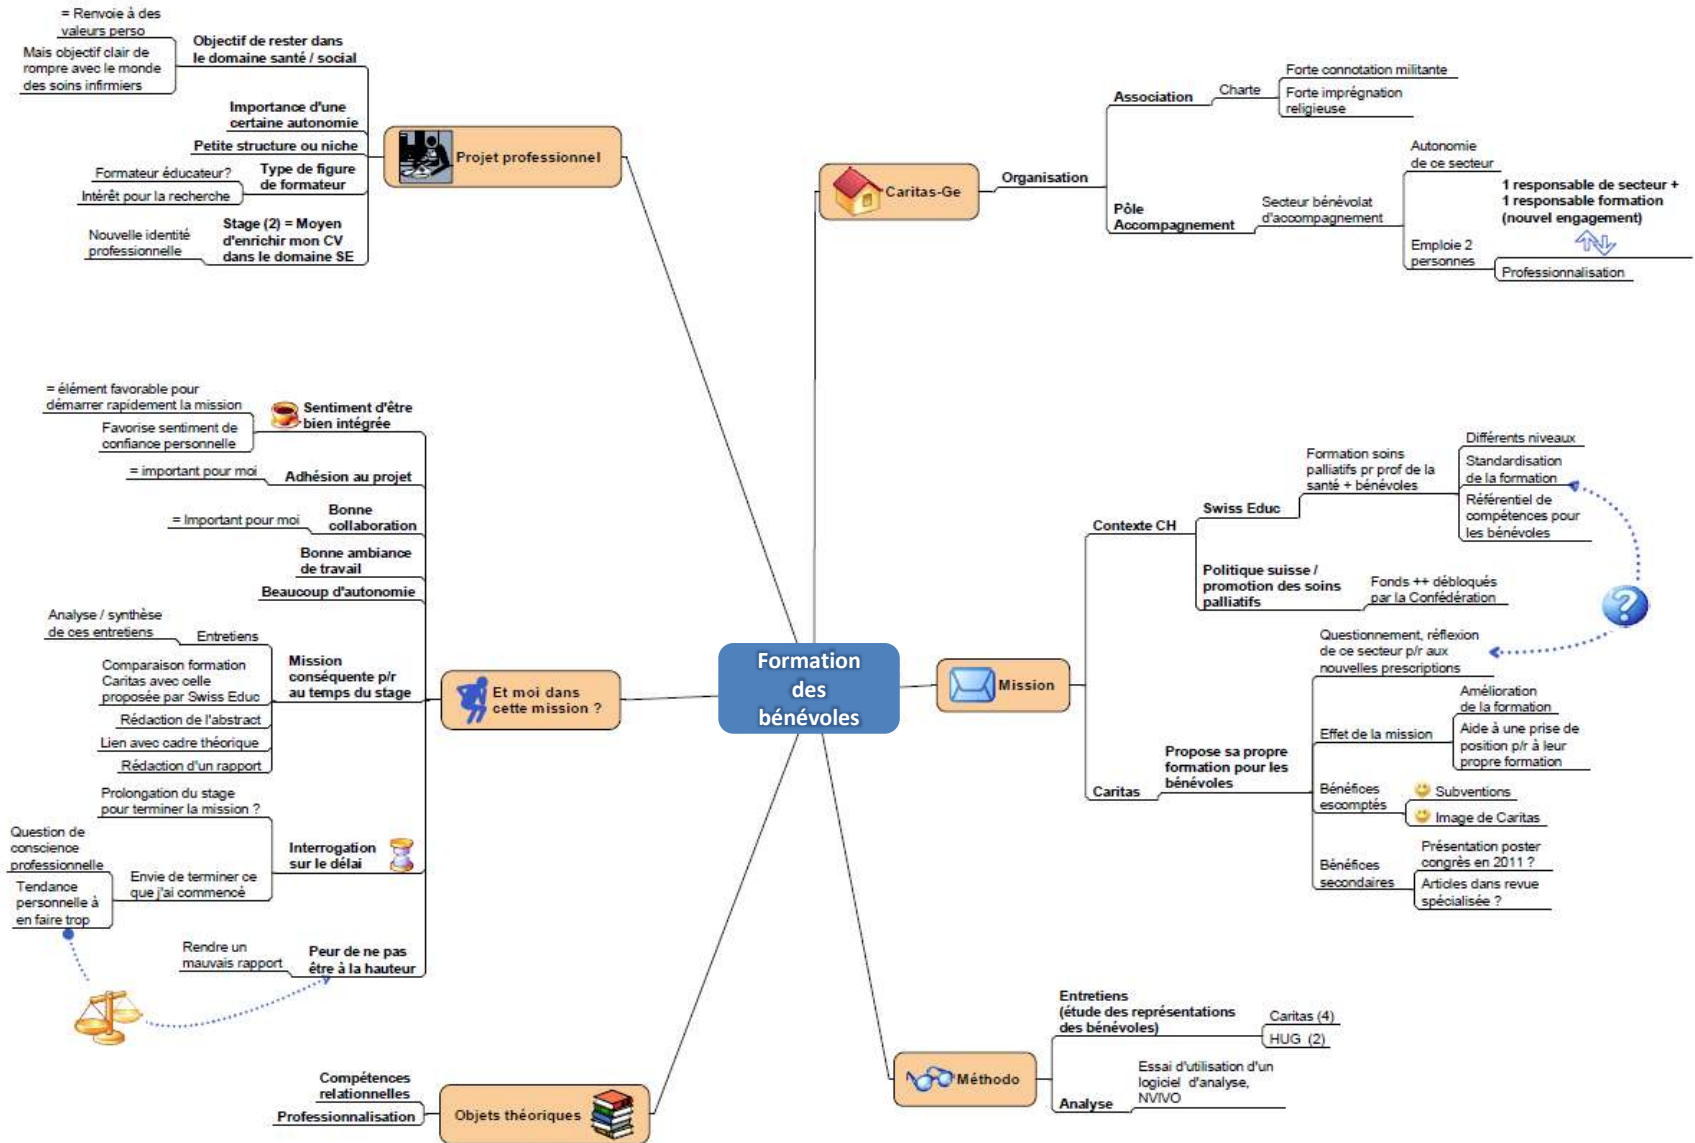 = Renvoie à des
valeurs perso
Mais objectif clair de
rompre avec le monde
des soins infirmiers
Objectif de rester dans
le domaine santé / social
Importance d'une
certaine autonomie
Petite structure ou niche
Formateur éducateur?
Intérêt pour la recherche
Type de figure
de formateur
Nouvelle identité
professionnelle
Stage (2) = Moyen
d'enrichir mon CV
dans le domaine SE
Projet professionnel
Caritas-Ge
Organisation
Association
Charte
Forte connotation militante
Forte imprégnation
religieuse
Pôle
Accompagnement
Secteur bénévolat
d'accompagnement
Autonomie
de ce secteur
Emploie 2
personnes
1 responsable de secteur +
1 responsable formation
(nouvel engagement)
Professionnalisation
= élément favorable pour
démarrer rapidement la mission
Favorise sentiment de
confiance personnelle
Sentiment d'être
bien intégrée
= important pour moi
Adhésion au projet
= Important pour moi
Bonne
collaboration
Bonne ambiance
de travail
Beaucoup d'autonomie
Analyse / synthèse
de ces entretiens
Entretiens
Comparaison formation
Caritas avec celle
proposée par Swiss Educ
Rédaction de l'abstract
Lien avec cadre théorique
Rédaction d'un rapport
Mission
conséquente p/r
au temps du stage
Prolongation du stage
pour terminer la mission ?
Question de
conscience
professionnelle
Tendance
personnelle à
en faire trop
Envie de terminer ce
que j'ai commencé
Interrogation
sur le délai
Rendre un
mauvais rapport
Peur de ne pas
être à la hauteur
Et moi dans
cette mission ?
Formation
des
bénévoles
Mission
Contexte CH
Swiss Educ
Formation soins
palliatifs pr prof de la
santé + bénévoles
Différents niveaux
Standardisation
de la formation
Référentiel de
compétences pour
les bénévoles
Politique suisse /
promotion des soins
palliatifs
Fonds ++ débloqués
par la Confédération
?
Caritas
Propose sa propre
formation pour les
bénévoles
Questionnement, réflexion
de ce secteur p/r aux
nouvelles prescriptions
Effet de la mission
Amélioration
de la formation
Aide à une prise de
position p/r à leur
propre formation
Bénéfices
escomptés
Subventions
Image de Caritas
Bénéfices
secondaires
Présentation poster
congrès en 2011 ?
Articles dans revue
spécialisée ?
Compétences
relationnelles
Professionnalisation
Objets théoriques
Méthodo
Entretiens
(étude des représentations
des bénévoles)
Caritas (4)
HUG (2)
Analyse
Essai d'utilisation d'un
logiciel d'analyse,
NVIVO